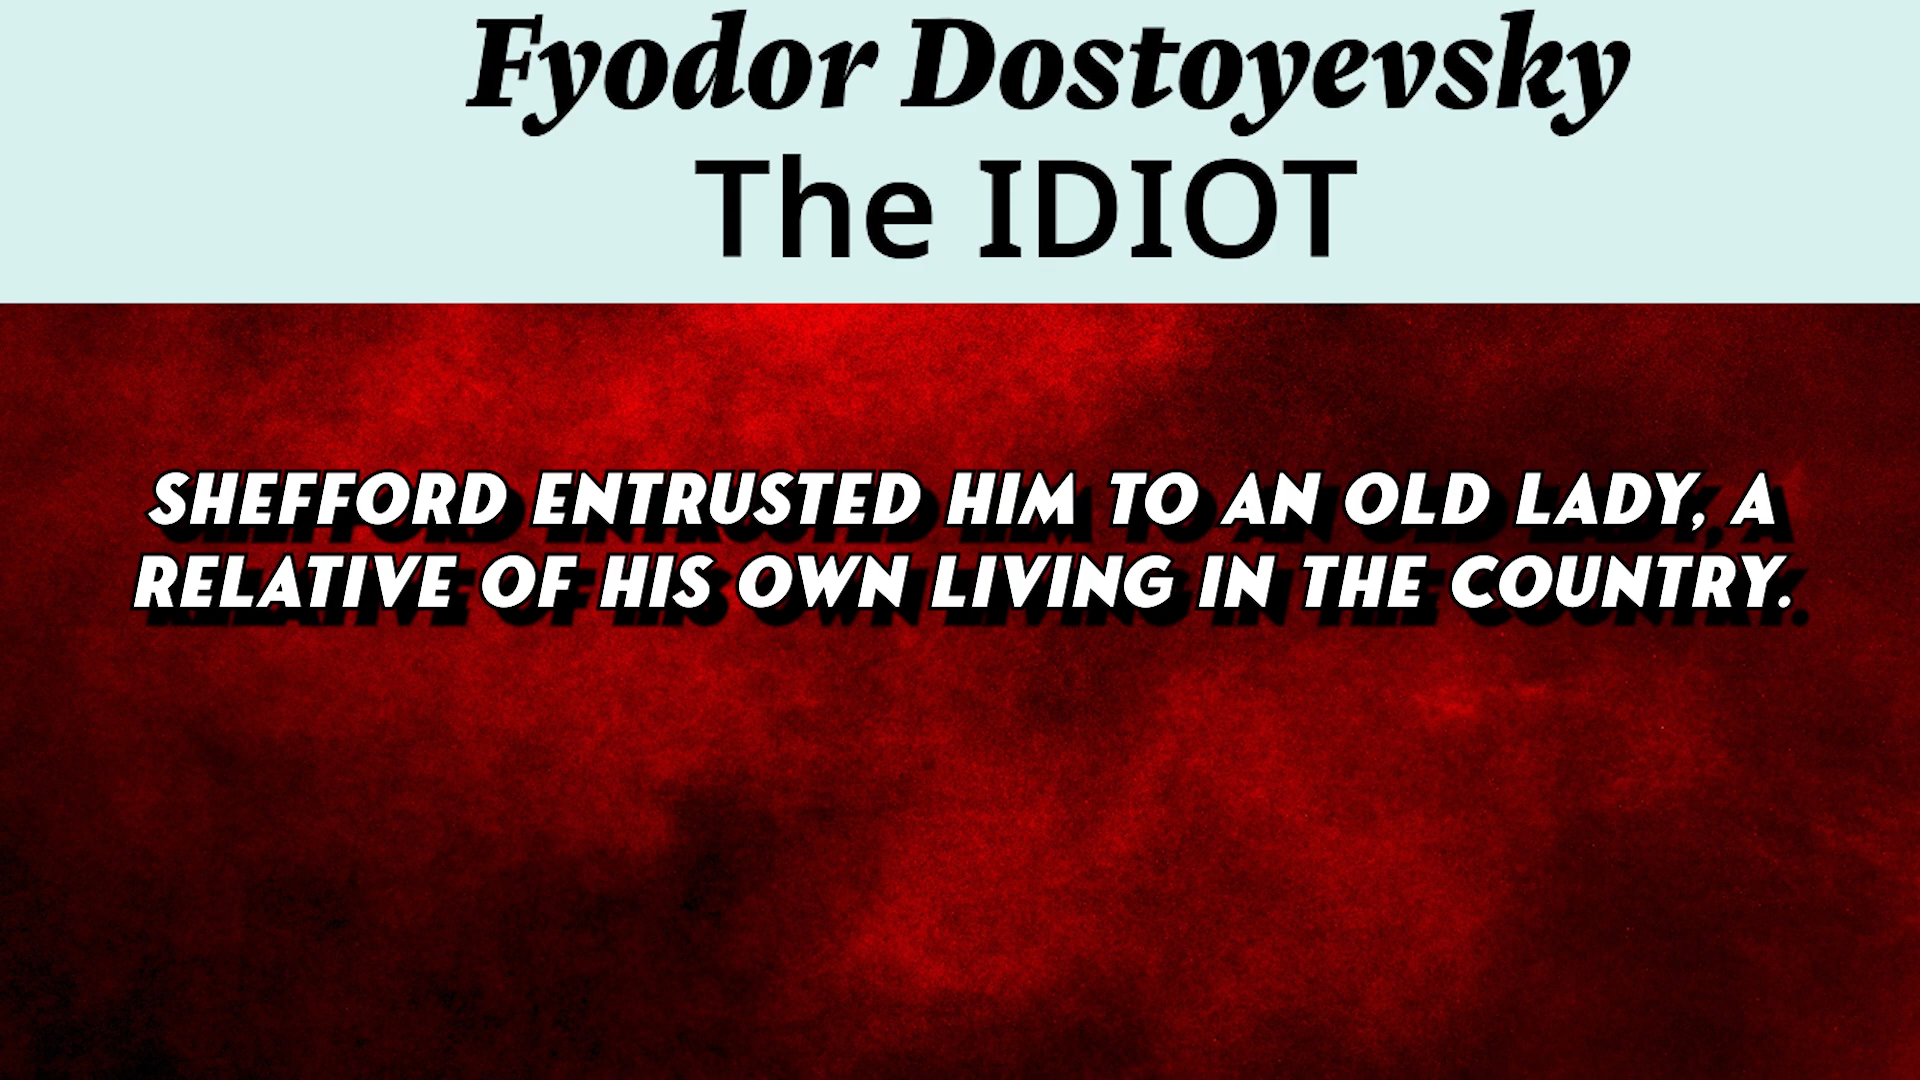 Fyodor Dostoyevsky
The IDIOT
SHEFFORD ENTRUSTED HIM TO AN OLD LADY, A
RELATIVE OF HIS OWN LIVING IN THE COUNTRY.